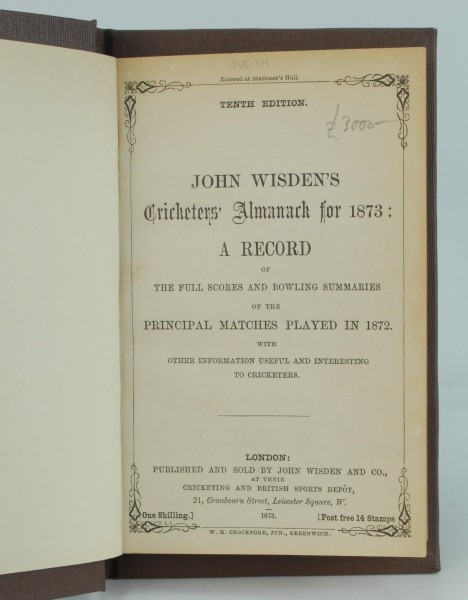 Entered at Stationer's Hall.
TENTH EDITION.
£3000—
JOHN WISDEN'S
Cricketers' Almanack for 1873:
A RECORD
OF
THE FULL SCORES AND BOWLING SUMMARIES
OF THE
PRINCIPAL MATCHES PLAYED IN 1872.
WITH
OTHER INFORMATION USEFUL AND INTERESTING
TO CRICKETERS.
LONDON:
PUBLISHED AND SOLD BY JOHN WISDEN AND CO.,
AT THEIR
CRICKETING AND BRITISH SPORTS DEPÔT,
21, Cranbourn Street, Leicester Square, W.
1873.
One Shilling.] [Post free 14 Stamps
W. H. CROCKFORD, JUN., GREENWICH.